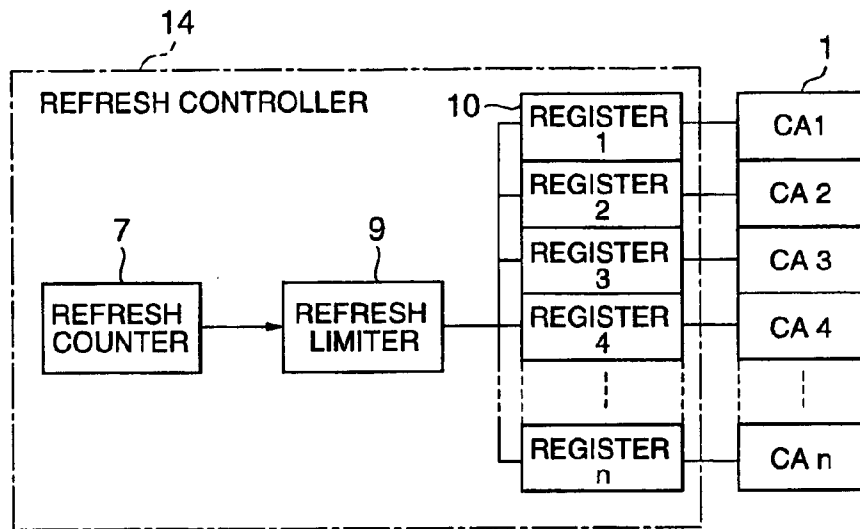 14
1
REFRESH CONTROLLER
10
REGISTER
1
CA1
REGISTER
2
CA 2
7
9
REGISTER
3
CA 3
REFRESH
COUNTER
REFRESH
LIMITER
REGISTER
4
CA 4
REGISTER
n
CA n